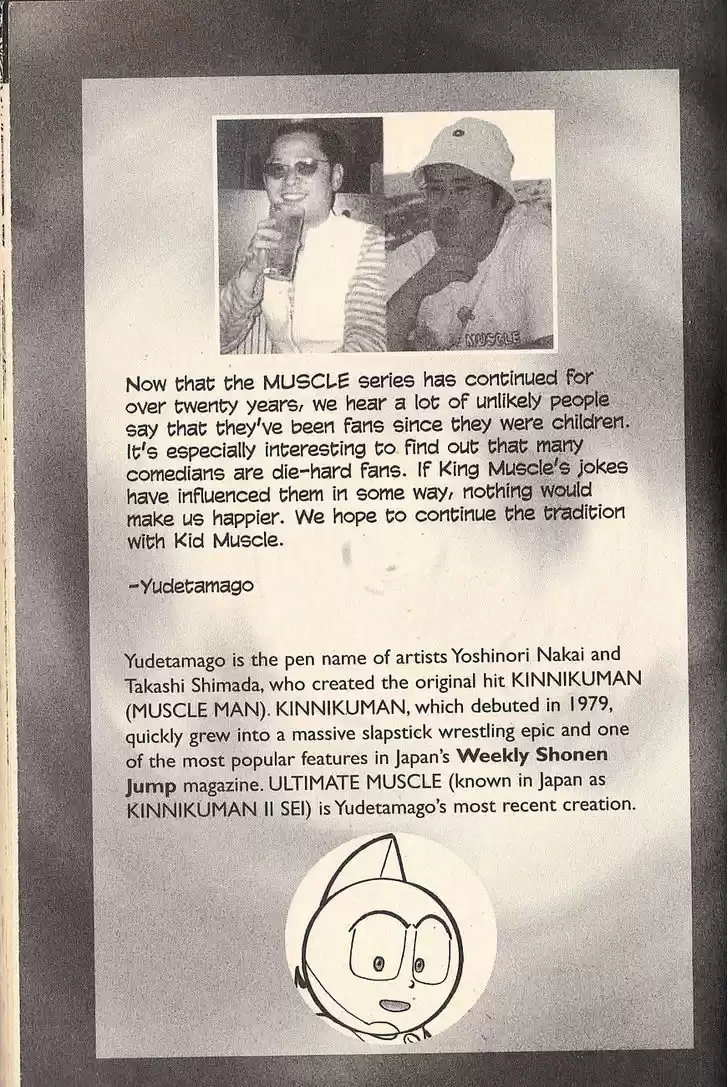 MUSCLE
Now that the MUSCLE series has continued for
over twenty years, we hear a lot of unlikely people
say that they've been fans since they were children.
It's especially interesting to find out that many
comedians are die-hard fans. If King Muscle's jokes
have influenced them in some way, nothing would
make us happier. We hope to continue the tradition
with Kid Muscle.
-Yudetamago
Yudetamago is the pen name of artists Yoshinori Nakai and
Takashi Shimada, who created the original hit KINNIKUMAN
(MUSCLE MAN). KINNIKUMAN, which debuted in 1979,
quickly grew into a massive slapstick wrestling epic and one
of the most popular features in Japan's Weekly Shonen
Jump magazine. ULTIMATE MUSCLE (known in Japan as
KINNIKUMAN II SEI) is Yudetamago's most recent creation.